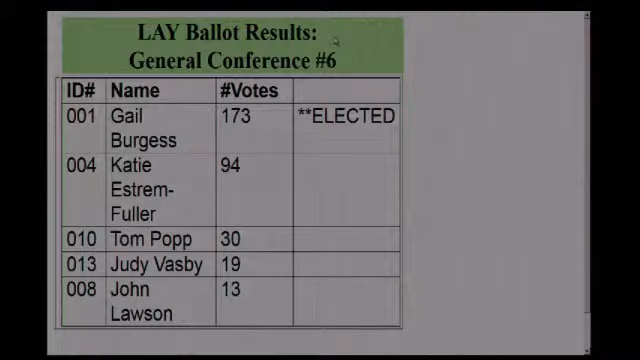 LAY Ballot Results:
General Conference #6
ID# Name #Votes
001 Gail 173 **ELECTED
Burgess
004 Katie 94
Estrem-
Fuller
010 Tom Popp 30
013 Judy Vasby 19
008 John 13
Lawson